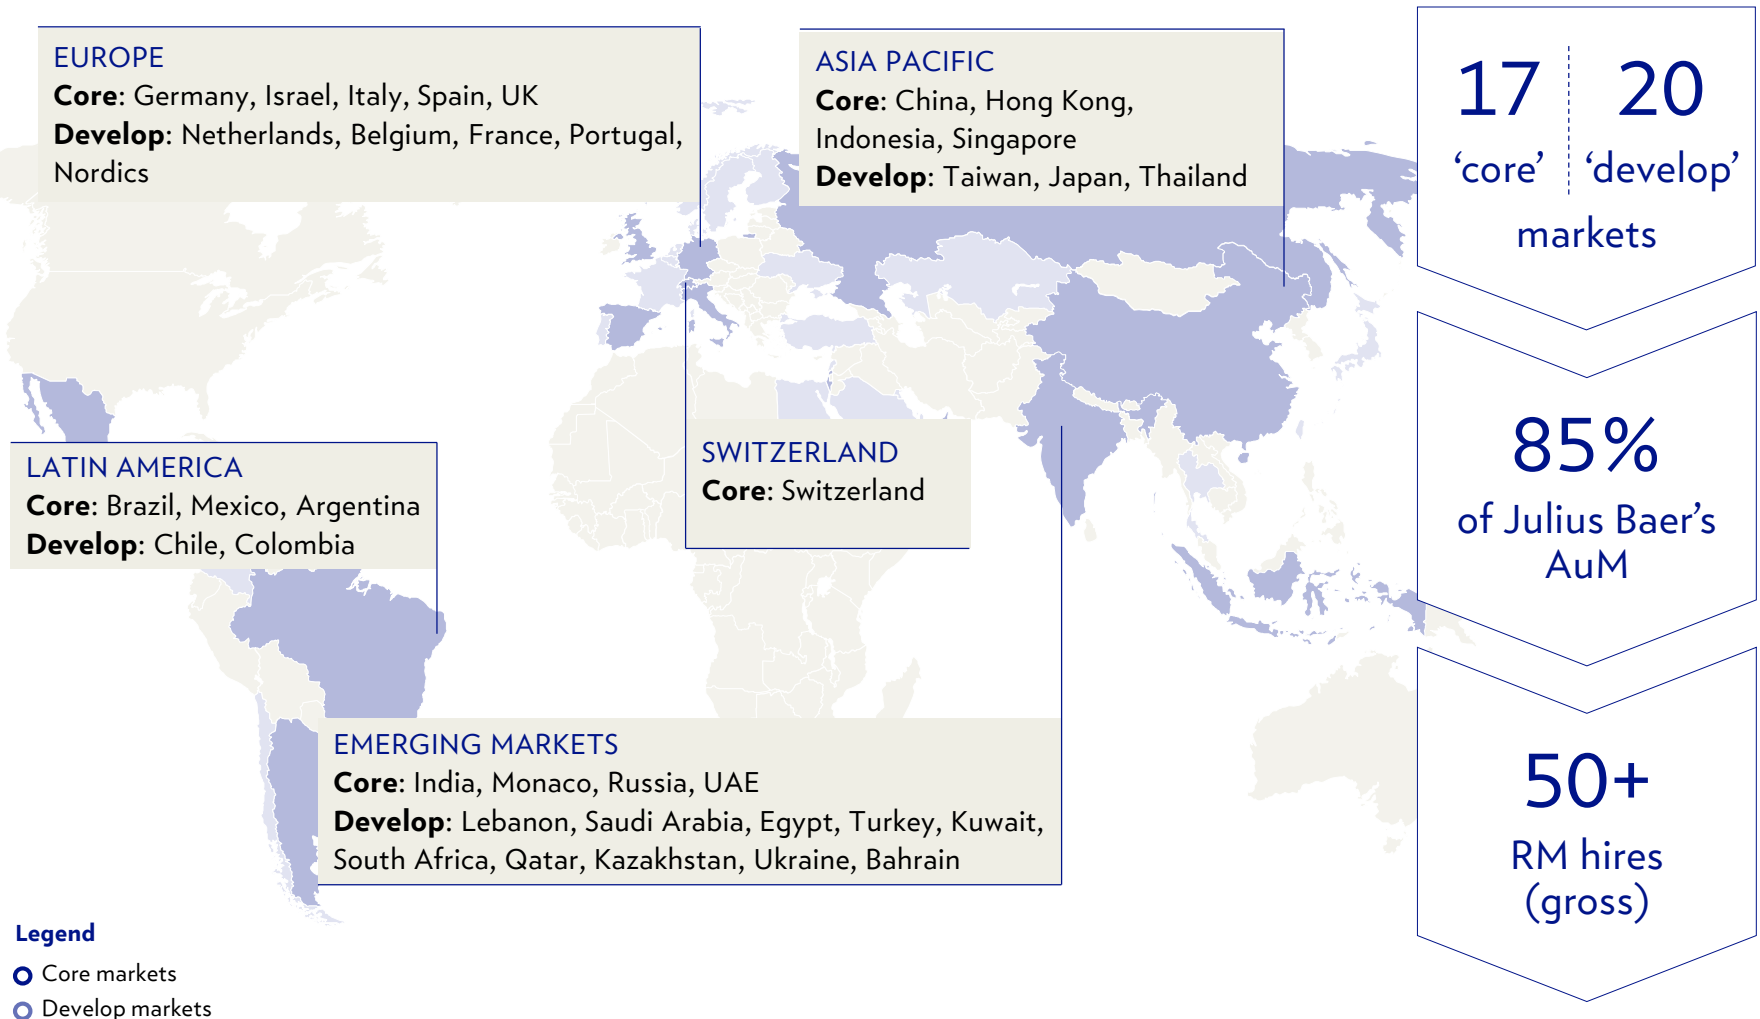 EUROPE
Core: Germany, Israel, Italy, Spain, UK
Develop: Netherlands, Belgium, France, Portugal,
Nordics
ASIA PACIFIC
Core: China, Hong Kong,
Indonesia, Singapore
Develop: Taiwan, Japan, Thailand
LATIN AMERICA
Core: Brazil, Mexico, Argentina
Develop: Chile, Colombia
SWITZERLAND
Core: Switzerland
EMERGING MARKETS
Core: India, Monaco, Russia, UAE
Develop: Lebanon, Saudi Arabia, Egypt, Turkey, Kuwait,
South Africa, Qatar, Kazakhstan, Ukraine, Bahrain
17 20
‘core’ ‘develop’
markets
85%
of Julius Baer’s
AuM
50+
RM hires
(gross)
Legend
Core markets
Develop markets